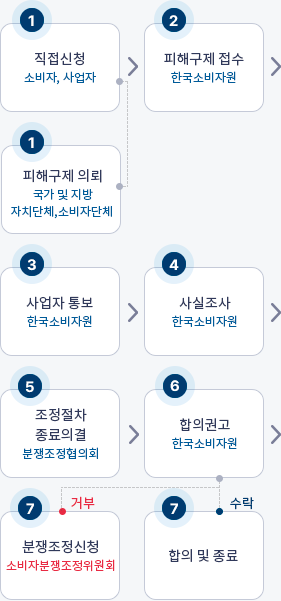 1
직접신청
소비자, 사업자
2
피해구제 접수
한국소비자원
1
피해구제 의뢰
국가 및 지방
자치단체,소비자단체
3
사업자 통보
한국소비자원
4
사실조사
한국소비자원
5
조정절차
종료의결
분쟁조정협의회
6
합의권고
한국소비자원
거부
수락
7
분쟁조정신청
소비자분쟁조정위원회
7
합의 및 종료